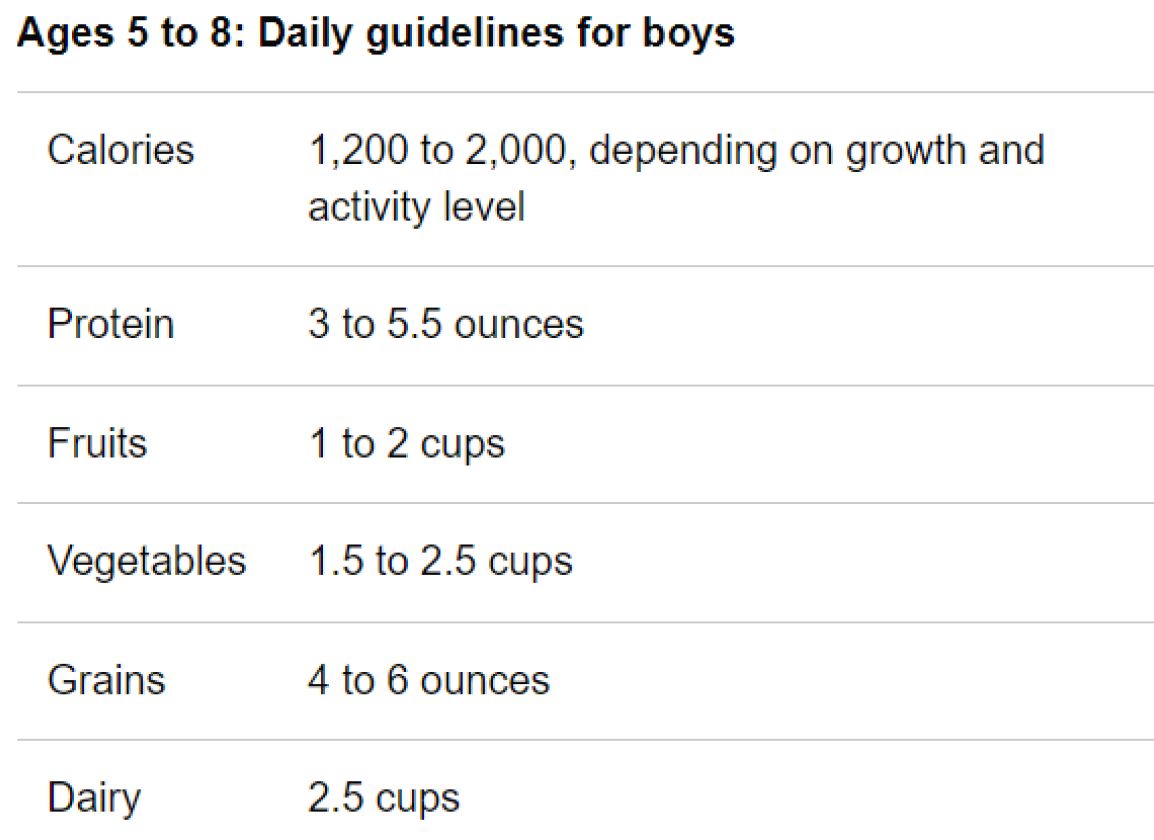 Ages 5 to 8: Daily guidelines for boys
Calories 1,200 to 2,000, depending on growth and
activity level
Protein 3 to 5.5 ounces
Fruits 1 to 2 cups
Vegetables 1.5 to 2.5 cups
Grains 4 to 6 ounces
Dairy 2.5 cups